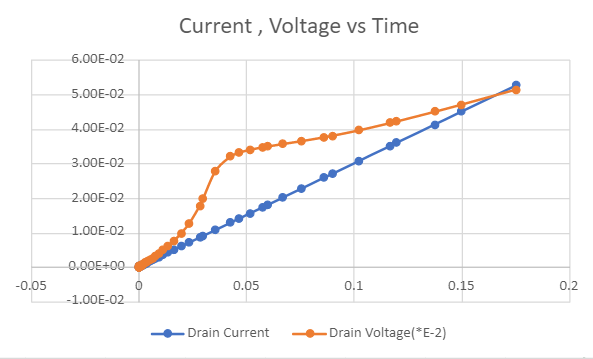 Current , Voltage vs Time
6.00E-02
5.00E-02
4.00E-02
3.00E-02
2.00E-02
1.00E-02
0.00E+00
-0.05 0 0.05 0.1 0.15 0.2
-1.00E-02
Drain Current Drain Voltage(*E-2)